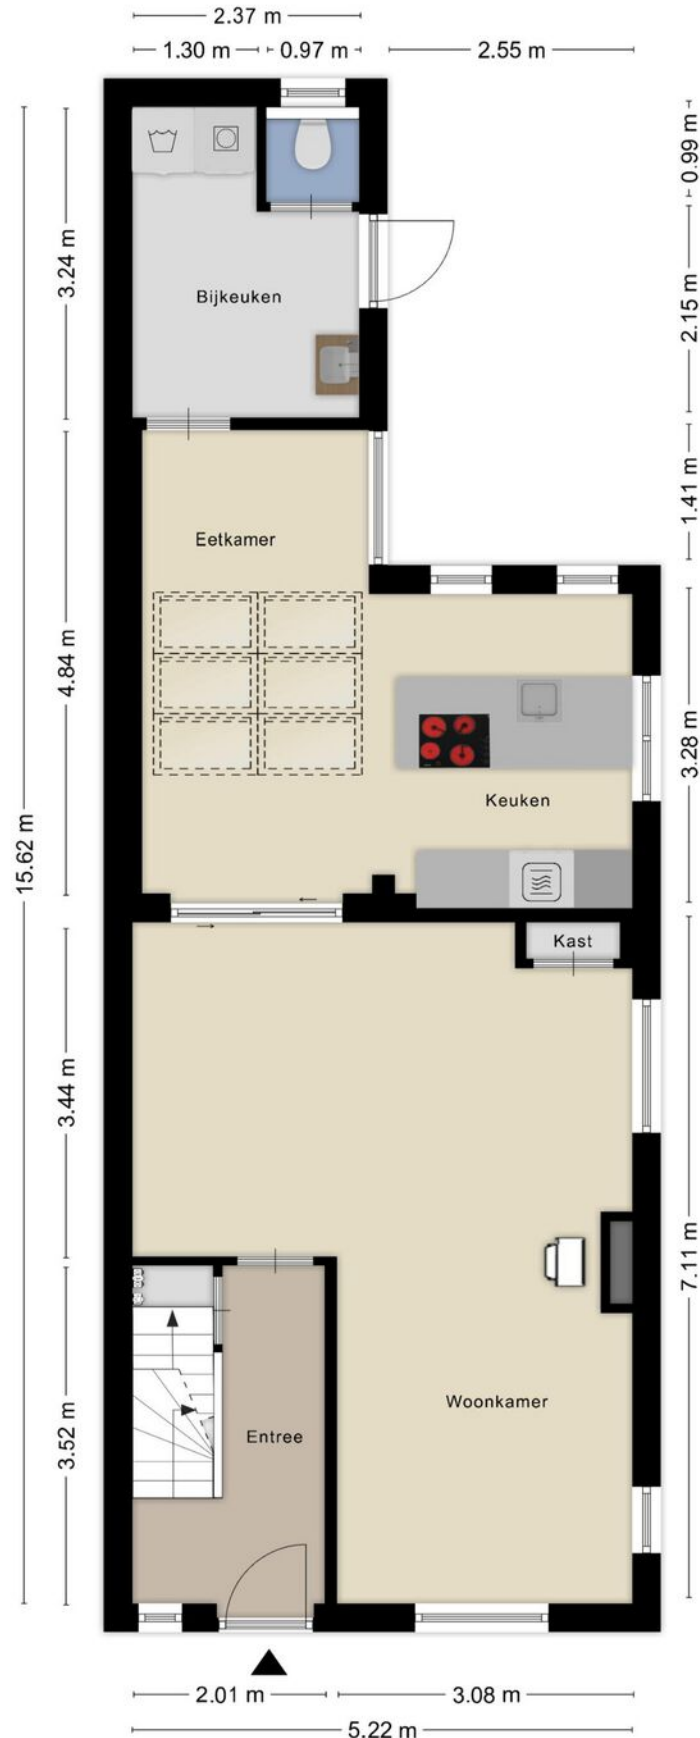 2.37 m
1.30 m
0.97 m
2.55 m
0.99 m
3.24 m
Bijkeuken
2.15 m
1.41 m
Eetkamer
4.84 m
3.28 m
Keuken
15.62 m
Kast
3.44 m
7.11 m
Woonkamer
3.52 m
Entree
2.01 m
3.08 m
5.22 m